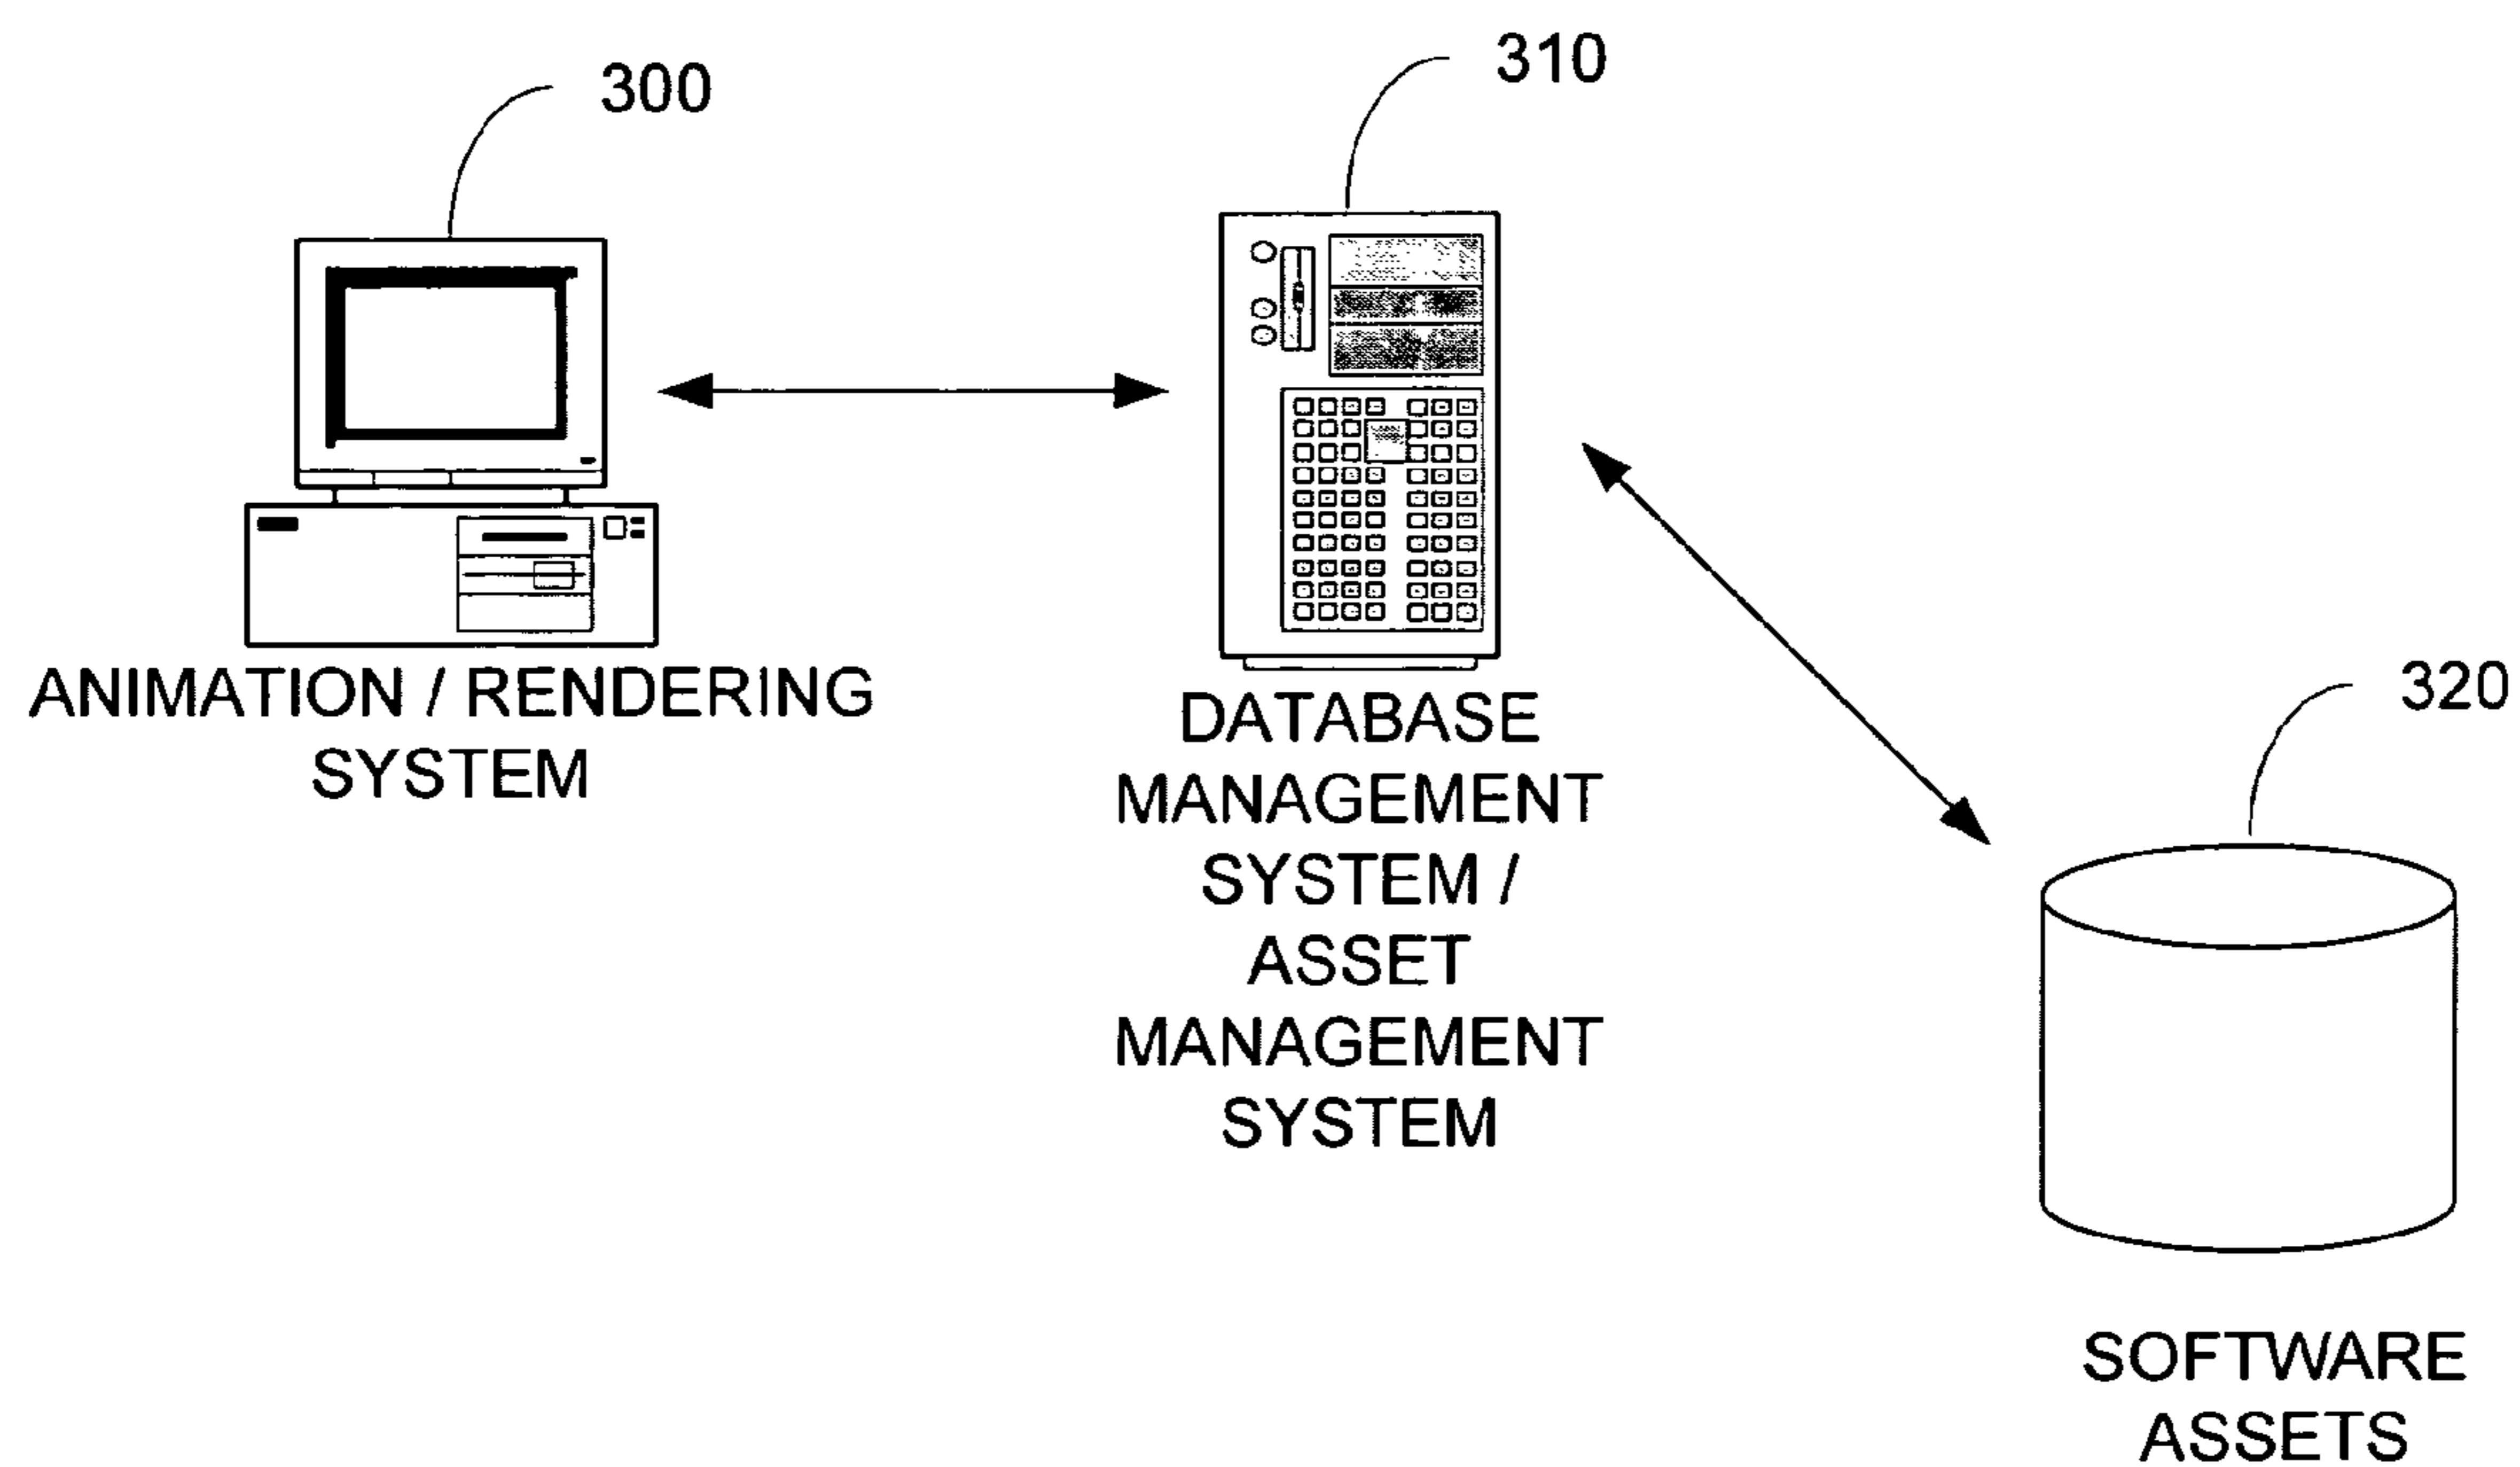 300
310
ANIMATION / RENDERING
SYSTEM
DATABASE
MANAGEMENT
SYSTEM /
ASSET
MANAGEMENT
SYSTEM
320
SOFTWARE
ASSETS